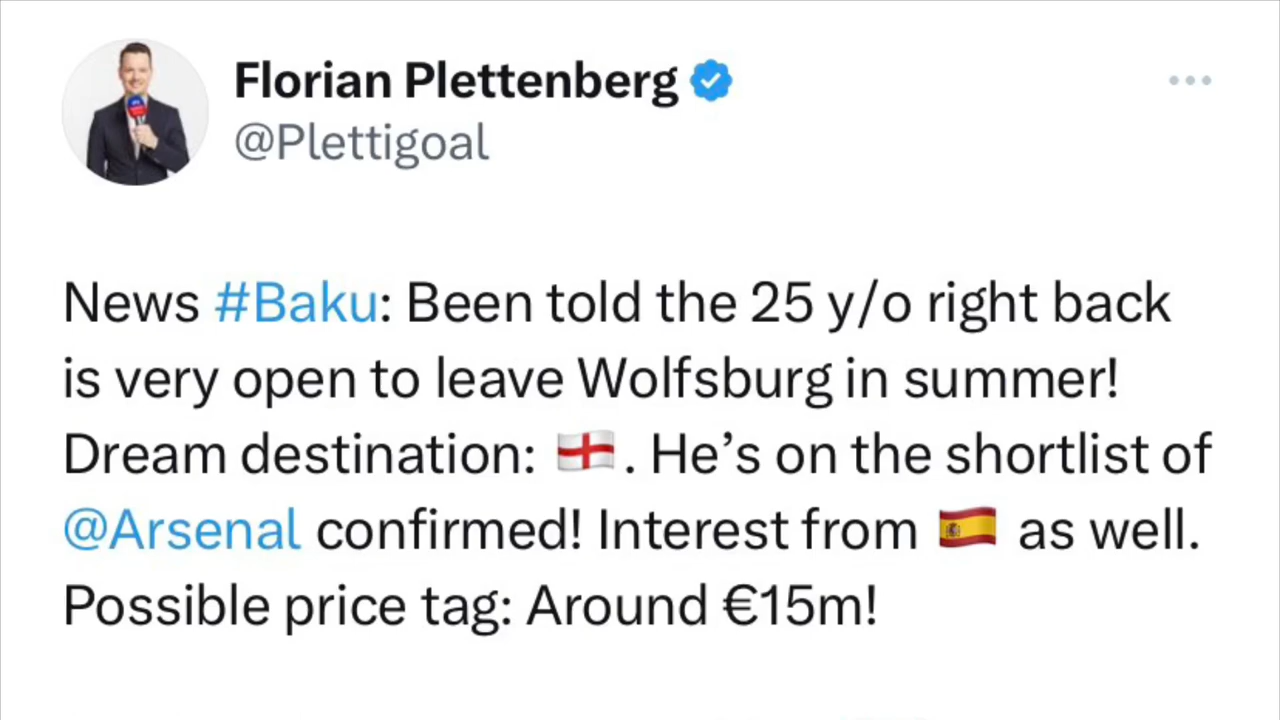 Florian Plettenberg
@Plettigoal
News #Baku: Been told the 25 y/o right back
is very open to leave Wolfsburg in summer!
Dream destination: 🏴󠁧󠁢󠁥󠁮󠁧󠁿. He’s on the shortlist of
@Arsenal confirmed! Interest from 🇪🇸 as well.
Possible price tag: Around €15m!